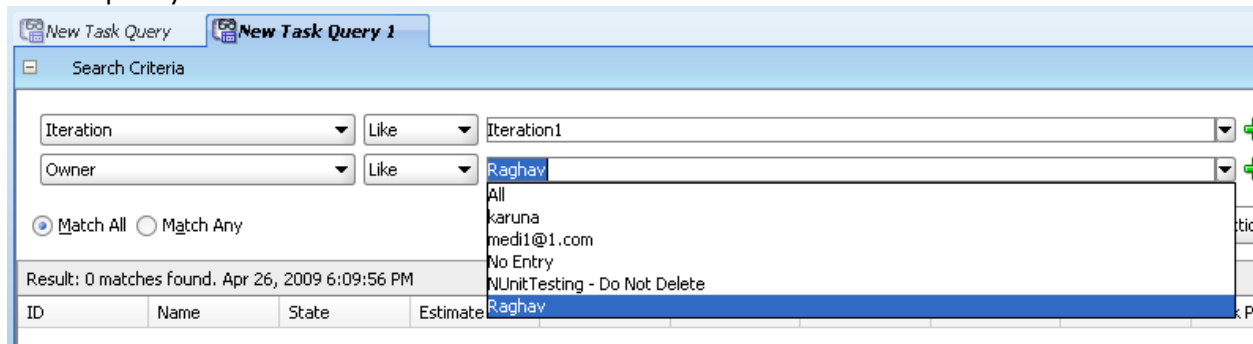 New Task Query New Task Query 1
Search Criteria
Iteration Like Iteration1
Owner Like Raghav
All
karuna
Match All Match Any
medi1@1.com
No Entry
Result: 0 matches found. Apr 26, 2009 6:09:56 PM
NUnitTesting - Do Not Delete
ID Name State Estimate Raghav